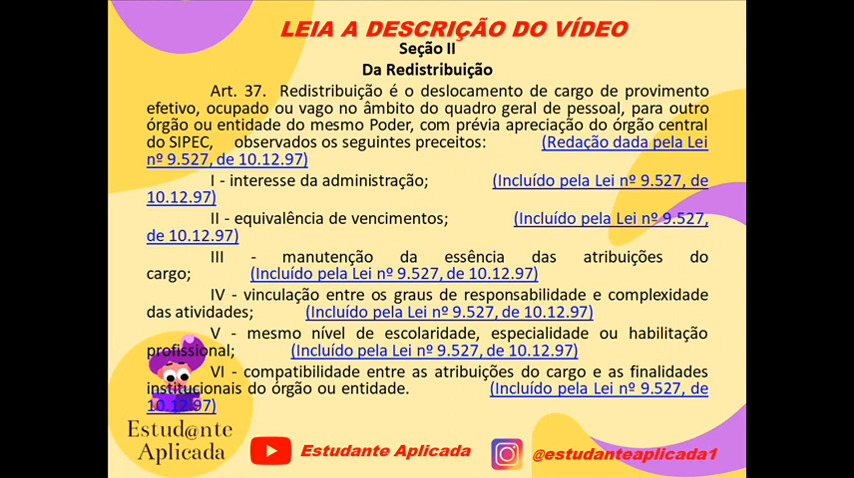 LEIA A DESCRIÇÃO DO VÍDEO
Seção II
Da Redistribuição
Art. 37. Redistribuição é o deslocamento de cargo de provimento
efetivo, ocupado ou vago no âmbito do quadro geral de pessoal, para outro
órgão ou entidade do mesmo Poder, com prévia apreciação do órgão central
do SIPEC, observados os seguintes preceitos: (Redação dada pela Lei
nº 9.527, de 10.12.97)
I - interesse da administração; (Incluído pela Lei nº 9.527, de
10.12.97)
II - equivalência de vencimentos; (Incluído pela Lei nº 9.527,
de 10.12.97)
III - manutenção da essência das atribuições do
cargo; (Incluído pela Lei nº 9.527, de 10.12.97)
IV - vinculação entre os graus de responsabilidade e complexidade
das atividades; (Incluído pela Lei nº 9.527, de 10.12.97)
V - mesmo nível de escolaridade, especialidade ou habilitação
profissional; (Incluído pela Lei nº 9.527, de 10.12.97)
VI - compatibilidade entre as atribuições do cargo e as finalidades
institucionais do órgão ou entidade. (Incluído pela Lei nº 9.527, de
10.12.97)
Estud@nte
Aplicada
Estudante Aplicada
@estudanteaplicada1